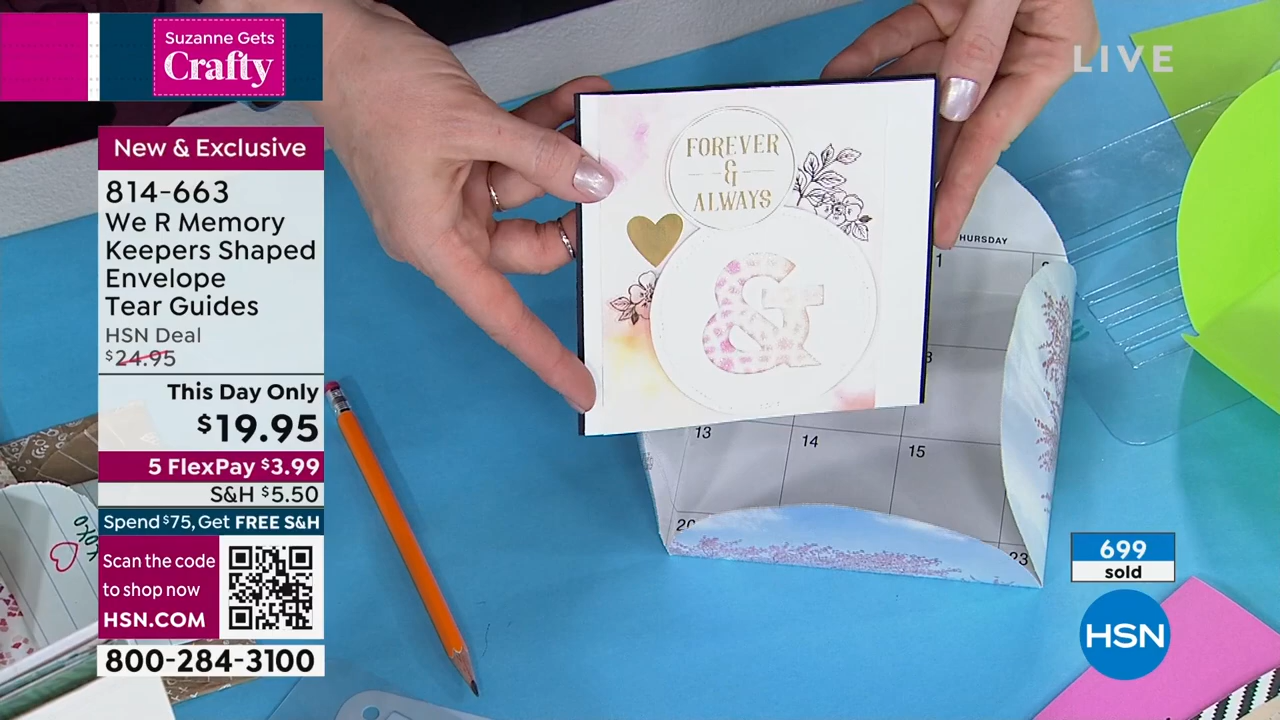 Suzanne Gets
Crafty
LIVE
New & Exclusive
814-663
We R Memory
Keepers Shaped
Envelope
Tear Guides
HSN Deal
$24.95
This Day Only
$19.95
5 FlexPay $3.99
S&H $5.50
Spend $75, Get FREE S&H
Scan the code
to shop now
HSN.COM
800-284-3100
FOREVER
&
ALWAYS
&
HURSDAY
1
13
14
15
20
23
XOXO
699
sold
HSN